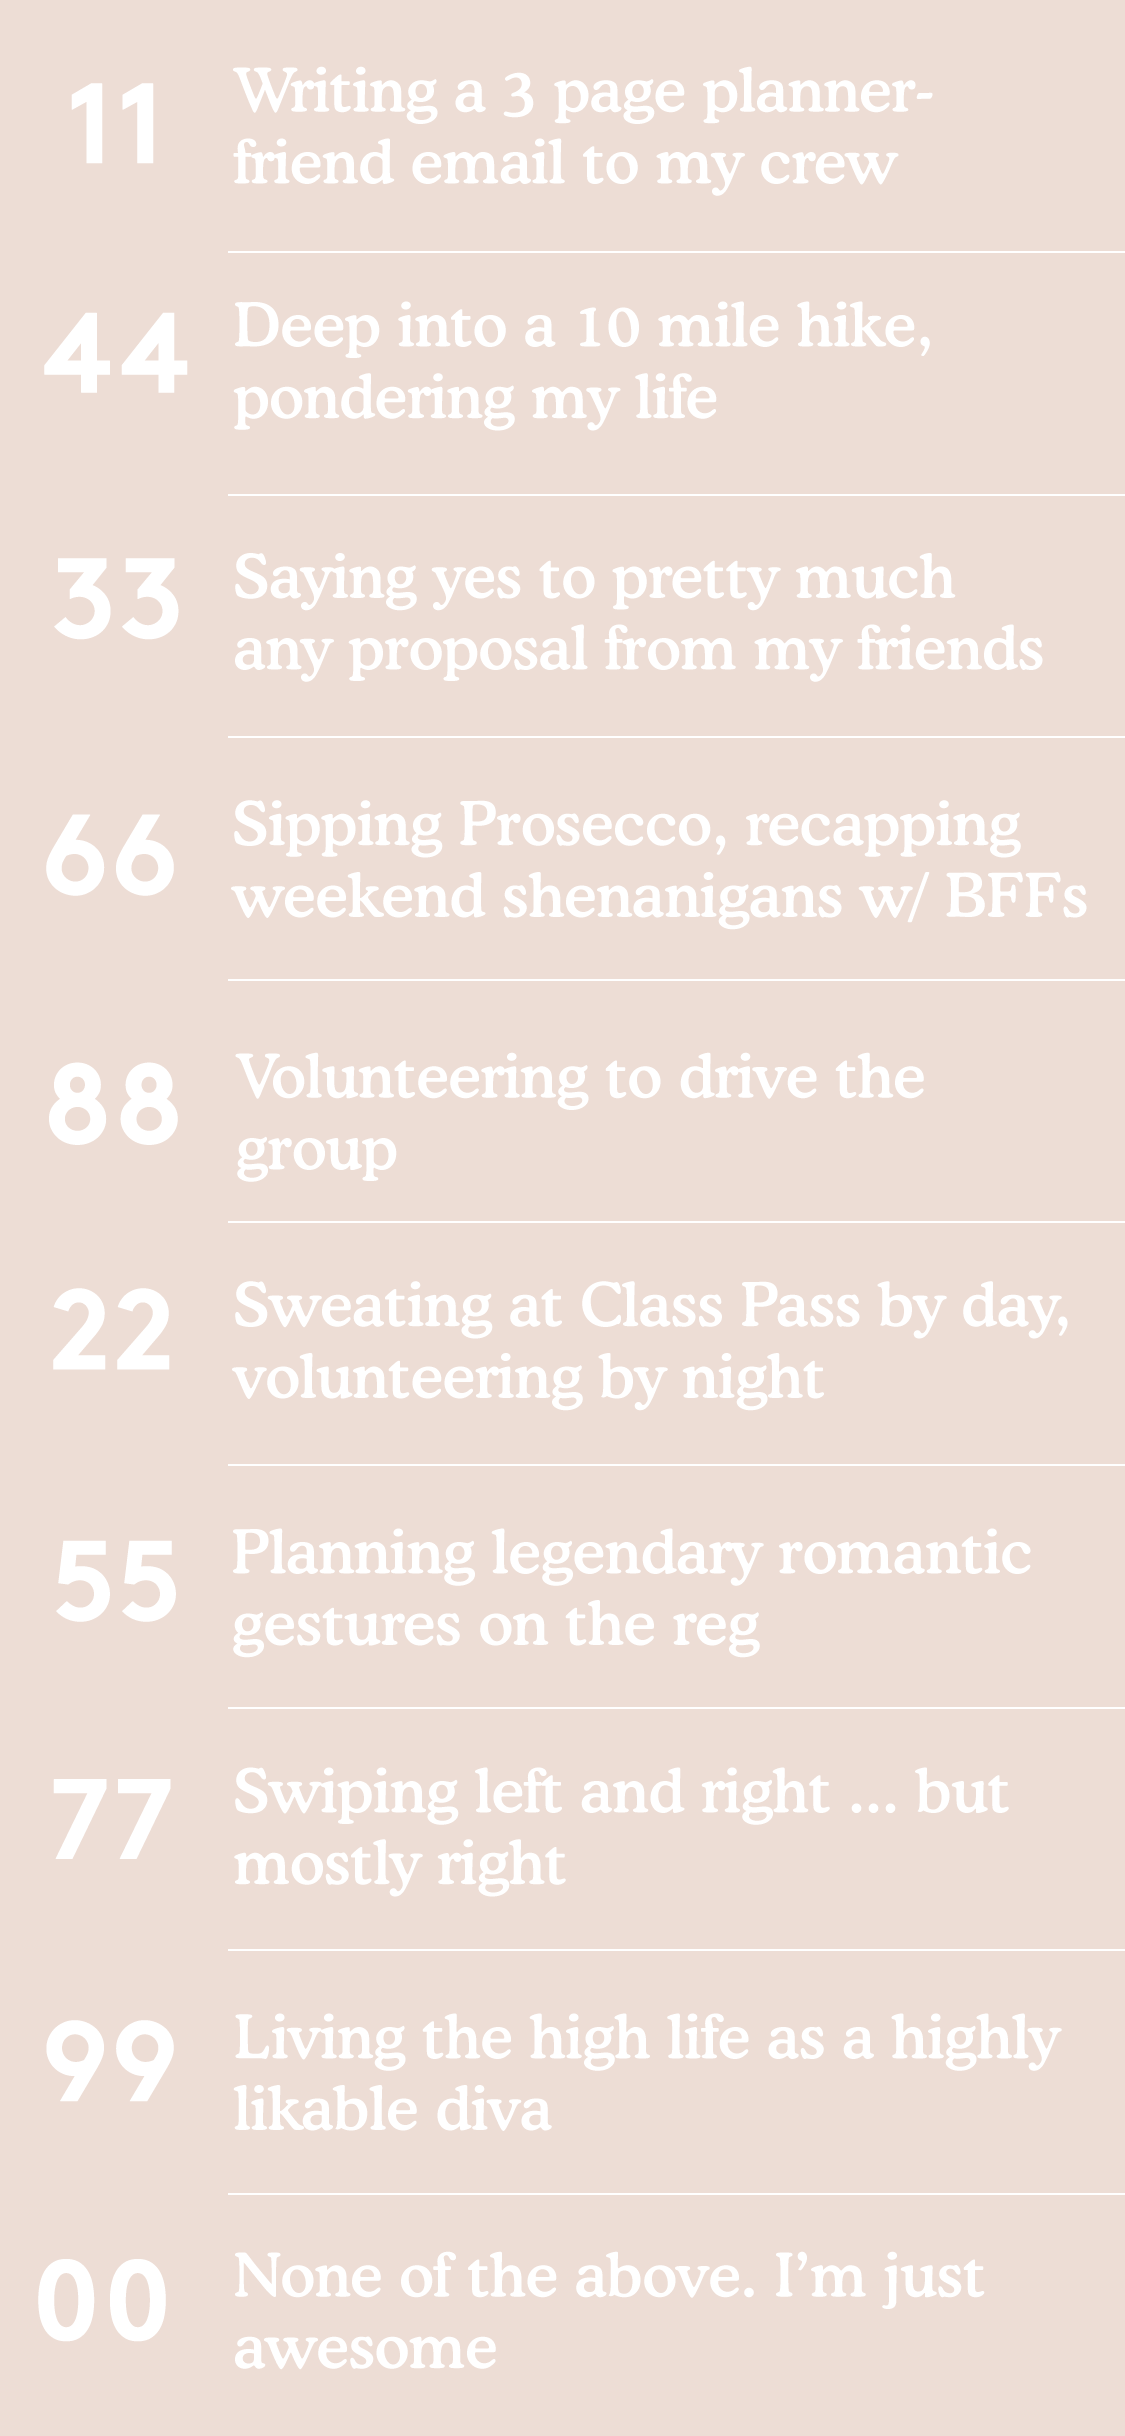 11
Writing a 3 page planner-
friend email to my crew
44
Deep into a 10 mile hike,
pondering my life
33
Saying yes to pretty much
any proposal from my friends
66
Sipping Prosecco, recapping
weekend shenanigans w/ BFFs
88
Volunteering to drive the
group
22
Sweating at Class Pass by day,
volunteering by night
55
Planning legendary romantic
gestures on the reg
77
Swiping left and right ... but
mostly right
99
Living the high life as a highly
likable diva
00
None of the above. I’m just
awesome